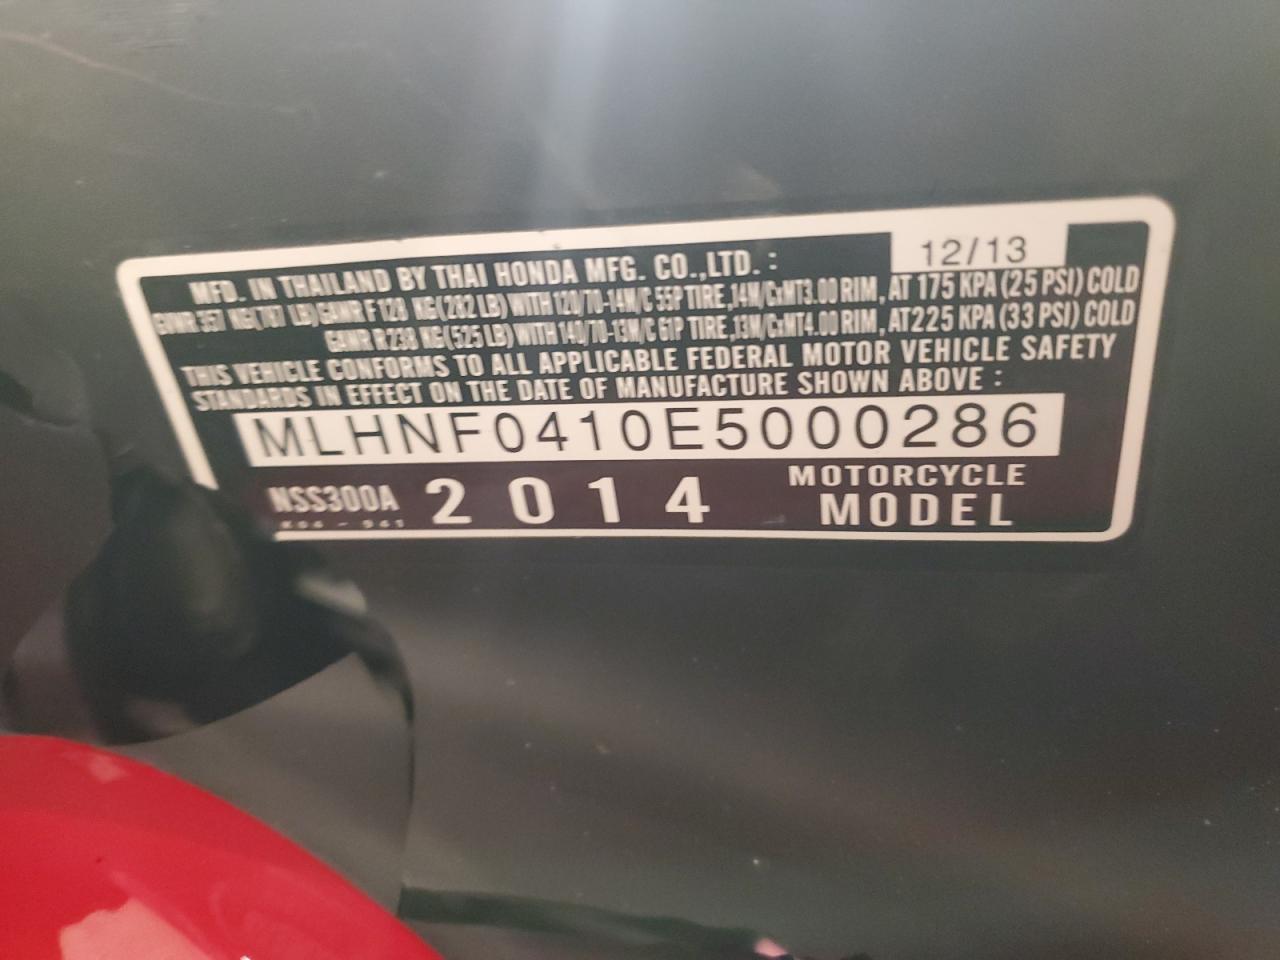 12/13
MFD. IN THAILAND BY THAI HONDA MFG. CO.,LTD. :
GVWR 357 KG(787 LB) GAWR F 128 KG(282 LB) WITH 120/70-14M/C 55P TIRE,14M/CxMT3.00 RIM, AT 175 KPA (25 PSI) COLD
GAWR R 238 KG(525 LB) WITH 140/70-13M/C 61P TIRE,13M/CxMT4.00 RIM, AT225 KPA (33 PSI) COLD
THIS VEHICLE CONFORMS TO ALL APPLICABLE FEDERAL MOTOR VEHICLE SAFETY
STANDARDS IN EFFECT ON THE DATE OF MANUFACTURE SHOWN ABOVE :
MLHNF0410E5000286
NSS300A 2014 MOTORCYCLE
MODEL